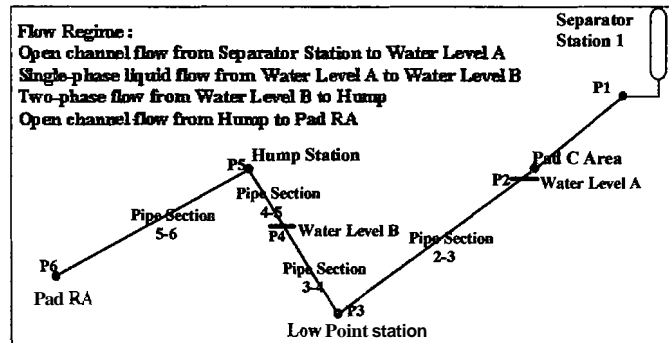 Flow Regime :
Open channel flow from Separator Station to Water Level A
Single-phase liquid flow from Water Level A to Water Level B
Two-phase flow from Water Level B to Hump
Open channel flow from Hump to Pad RA
Separator
Station 1
P1
Pad C Area
P2
Water Level A
P5
Hump Station
Pipe Section
4-5
Pipe Section
5-6
P4
Water Level B
Pipe Section
2-3
P6
Pipe Section
3-4
Pad RA
P3
Low Point station